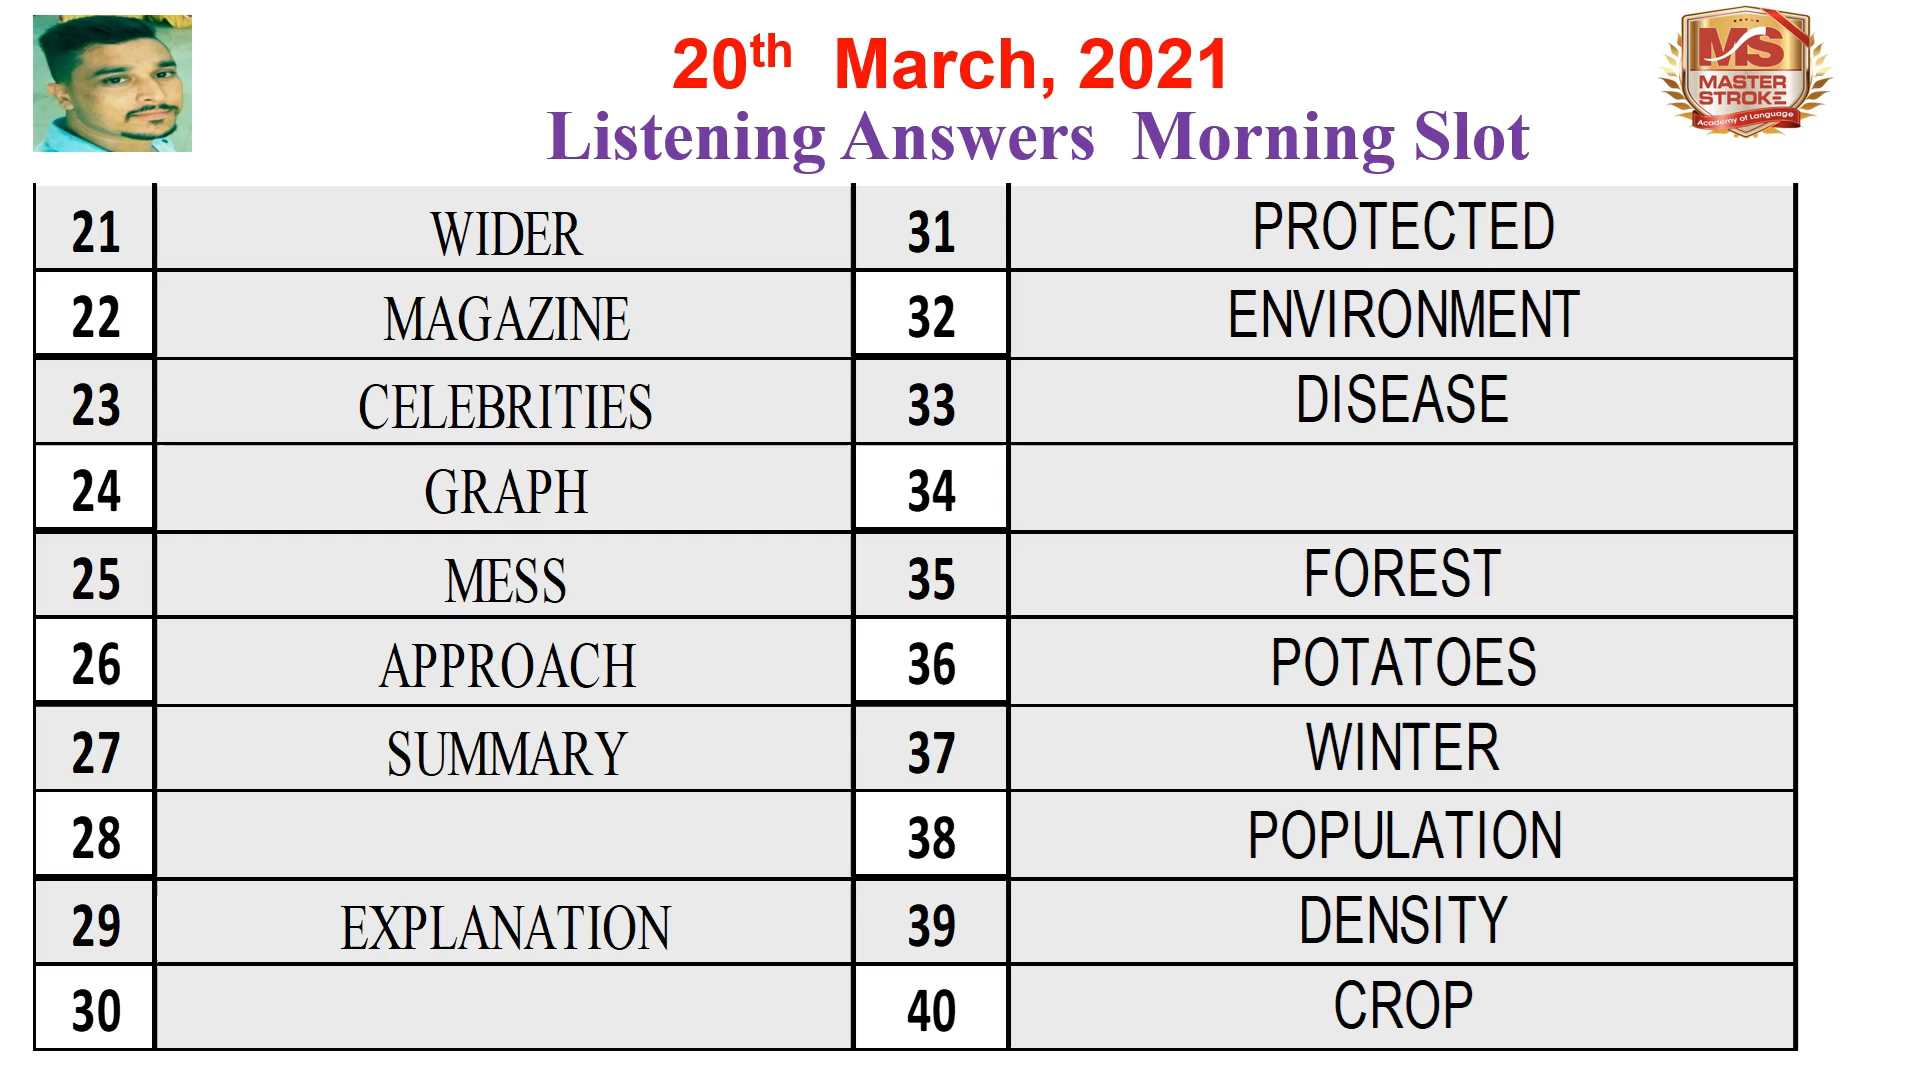 20th March, 2021
Listening Answers Morning Slot
MS
MASTER
STROKE
Academy of Language
21 WIDER 31 PROTECTED
22 MAGAZINE 32 ENVIRONMENT
23 CELEBRITIES 33 DISEASE
24 GRAPH 34
25 MESS 35 FOREST
26 APPROACH 36 POTATOES
27 SUMMARY 37 WINTER
28 38 POPULATION
29 EXPLANATION 39 DENSITY
30 40 CROP